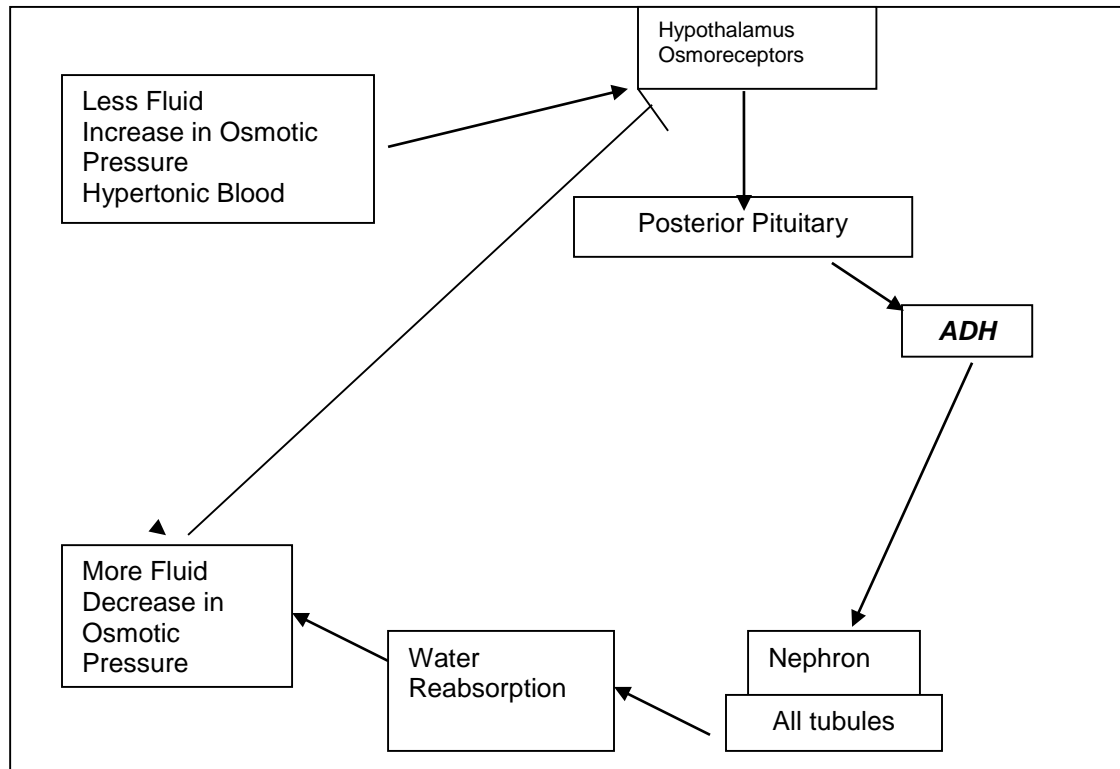 Hypothalamus
Osmoreceptors
Less Fluid
Increase in Osmotic
Pressure
Hypertonic Blood
Posterior Pituitary
ADH
More Fluid
Decrease in
Osmotic
Pressure
Water
Reabsorption
Nephron
All tubules